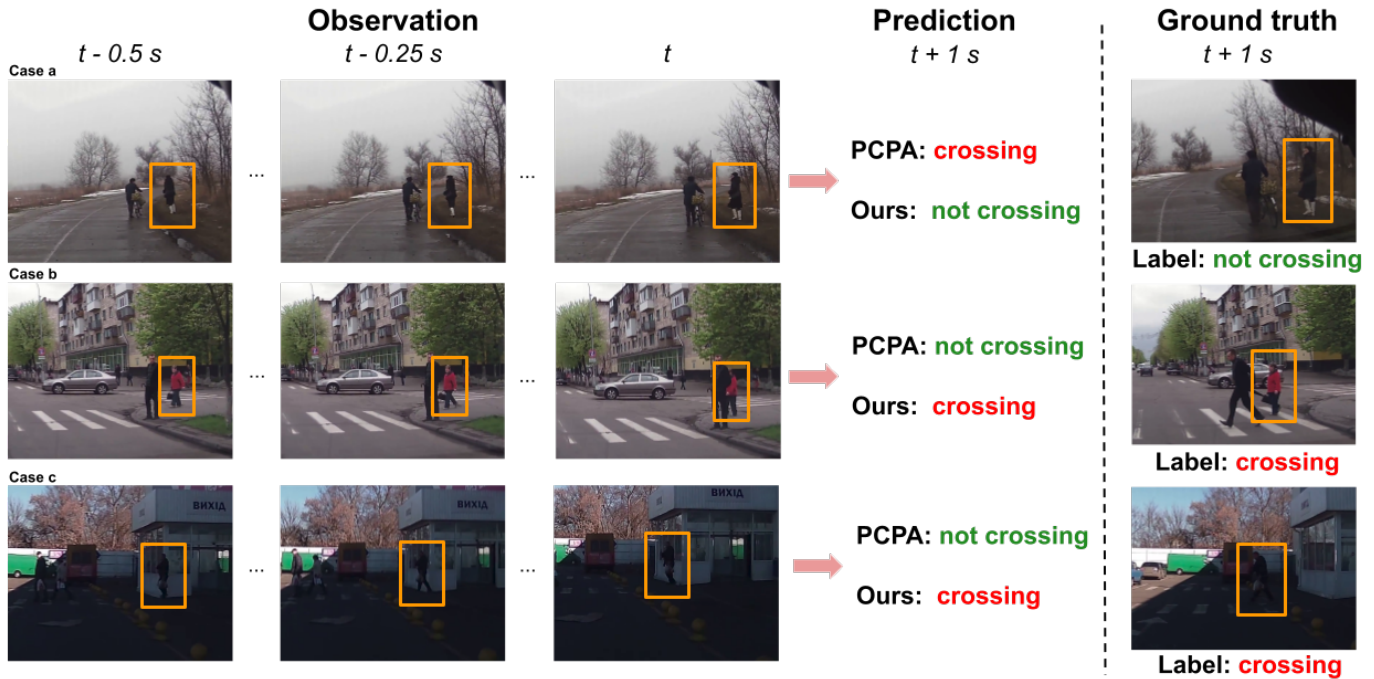 Observation
Prediction
Ground truth
t - 0.5 s
t - 0.25 s
t
t + 1 s
t + 1 s
Case a
...
...
PCPA: crossing
Ours: not crossing
Label: not crossing
Case b
...
...
PCPA: not crossing
Ours: crossing
Label: crossing
Case c
ВИХІД
ВИХІД
ВИХІД
...
...
PCPA: not crossing
Ours: crossing
Label: crossing